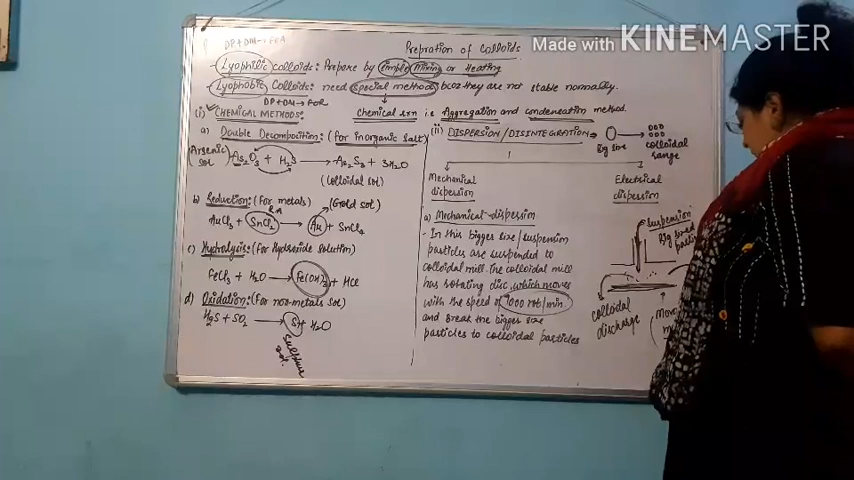 Made with KINEMASTER
DP+DM→FRA
Prepration of Colloids
- Lyophilic colloids: Prepare by simple mixing or Heating
- Lyophobic Colloids: need special methods bcoz they are not stable normally.
DP+DM→FOR
chemical rxn i.e Aggregation and condensation method.
(i) CHEMICAL METHODS:
a) Double Decomposition: (For inorganic salt)
(Arsenic sol)
As2O3 + H2S → As2S3 + 3H2O
(Colloidal sol)
b) Reduction: (For metals)
R.A
(Gold sol)
AuCl3 + SnCl2 → Au + SnCl4
c) Hydrolysis: (For Hydroxide solution)
FeCl3 + H2O → Fe(OH)3 + HCl
d) Oxidation: (For non-metals Sol)
H2S + SO2 → S + H2O
Sulphur sol.
(ii) DISPERSION/DISINTEGRATION
Big size
colloidal range
Mechanical dispersion
Electrical dispersion
a) Mechanical-dispersion
- In this bigger size/suspension
particles are suspended to
colloidal mill. the colloidal mill
has rotating disc, which moves
with the speed of 7000 rot/min.
and break the bigger size
particles to colloidal particles
suspension
Big sized
colloidal
discharge